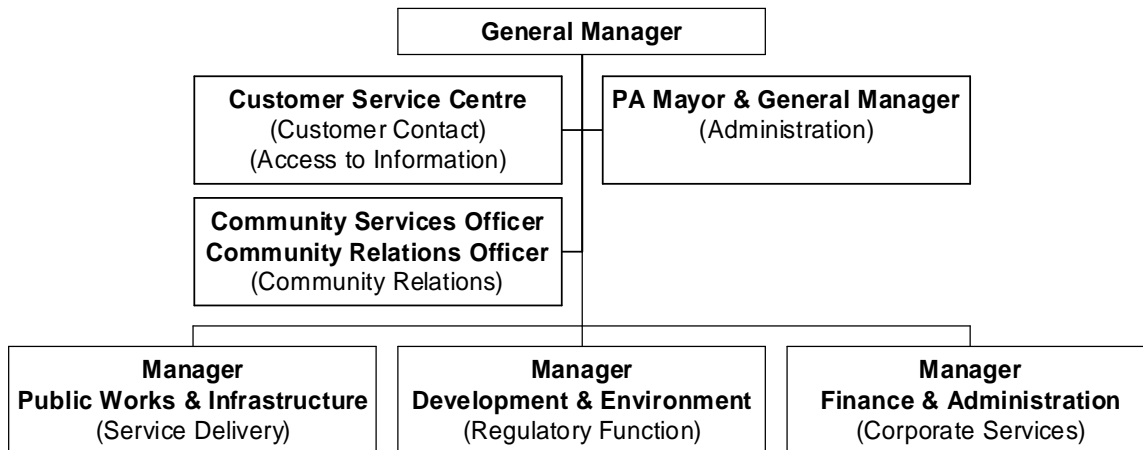 General Manager
Customer Service Centre
(Customer Contact)
(Access to Information)
PA Mayor & General Manager
(Administration)
Community Services Officer
Community Relations Officer
(Community Relations)
Manager
Public Works & Infrastructure
(Service Delivery)
Manager
Development & Environment
(Regulatory Function)
Manager
Finance & Administration
(Corporate Services)